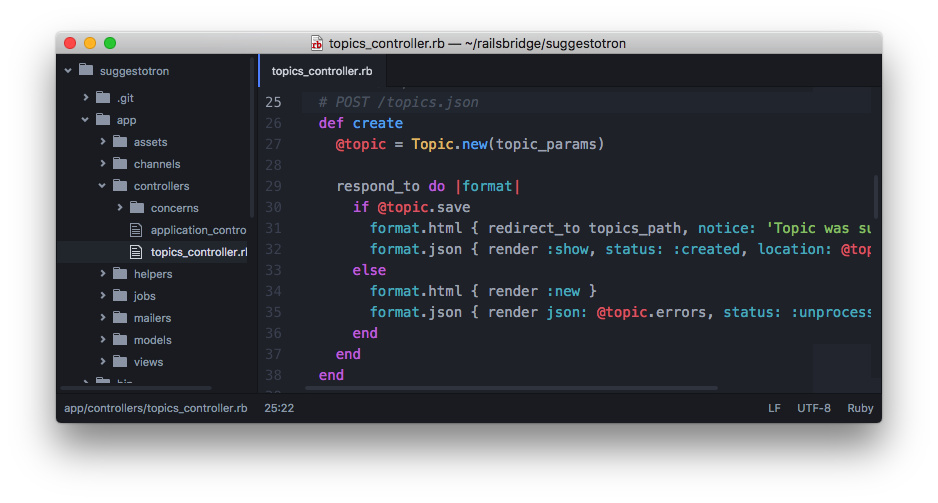 topics_controller.rb — ~/railsbridge/suggestotron
suggestotron
.git
app
assets
channels
controllers
concerns
application_contro
topics_controller.r
helpers
jobs
mailers
models
views
topics_controller.rb
25 # POST /topics.json
26 def create
27 @topic = Topic.new(topic_params)
28
29 respond_to do |format|
30 if @topic.save
31 format.html { redirect_to topics_path, notice: 'Topic was su
32 format.json { render :show, status: :created, location: @top
33 else
34 format.html { render :new }
35 format.json { render json: @topic.errors, status: :unprocess
36 end
37 end
38 end
app/controllers/topics_controller.rb 25:22 LF UTF-8 Ruby